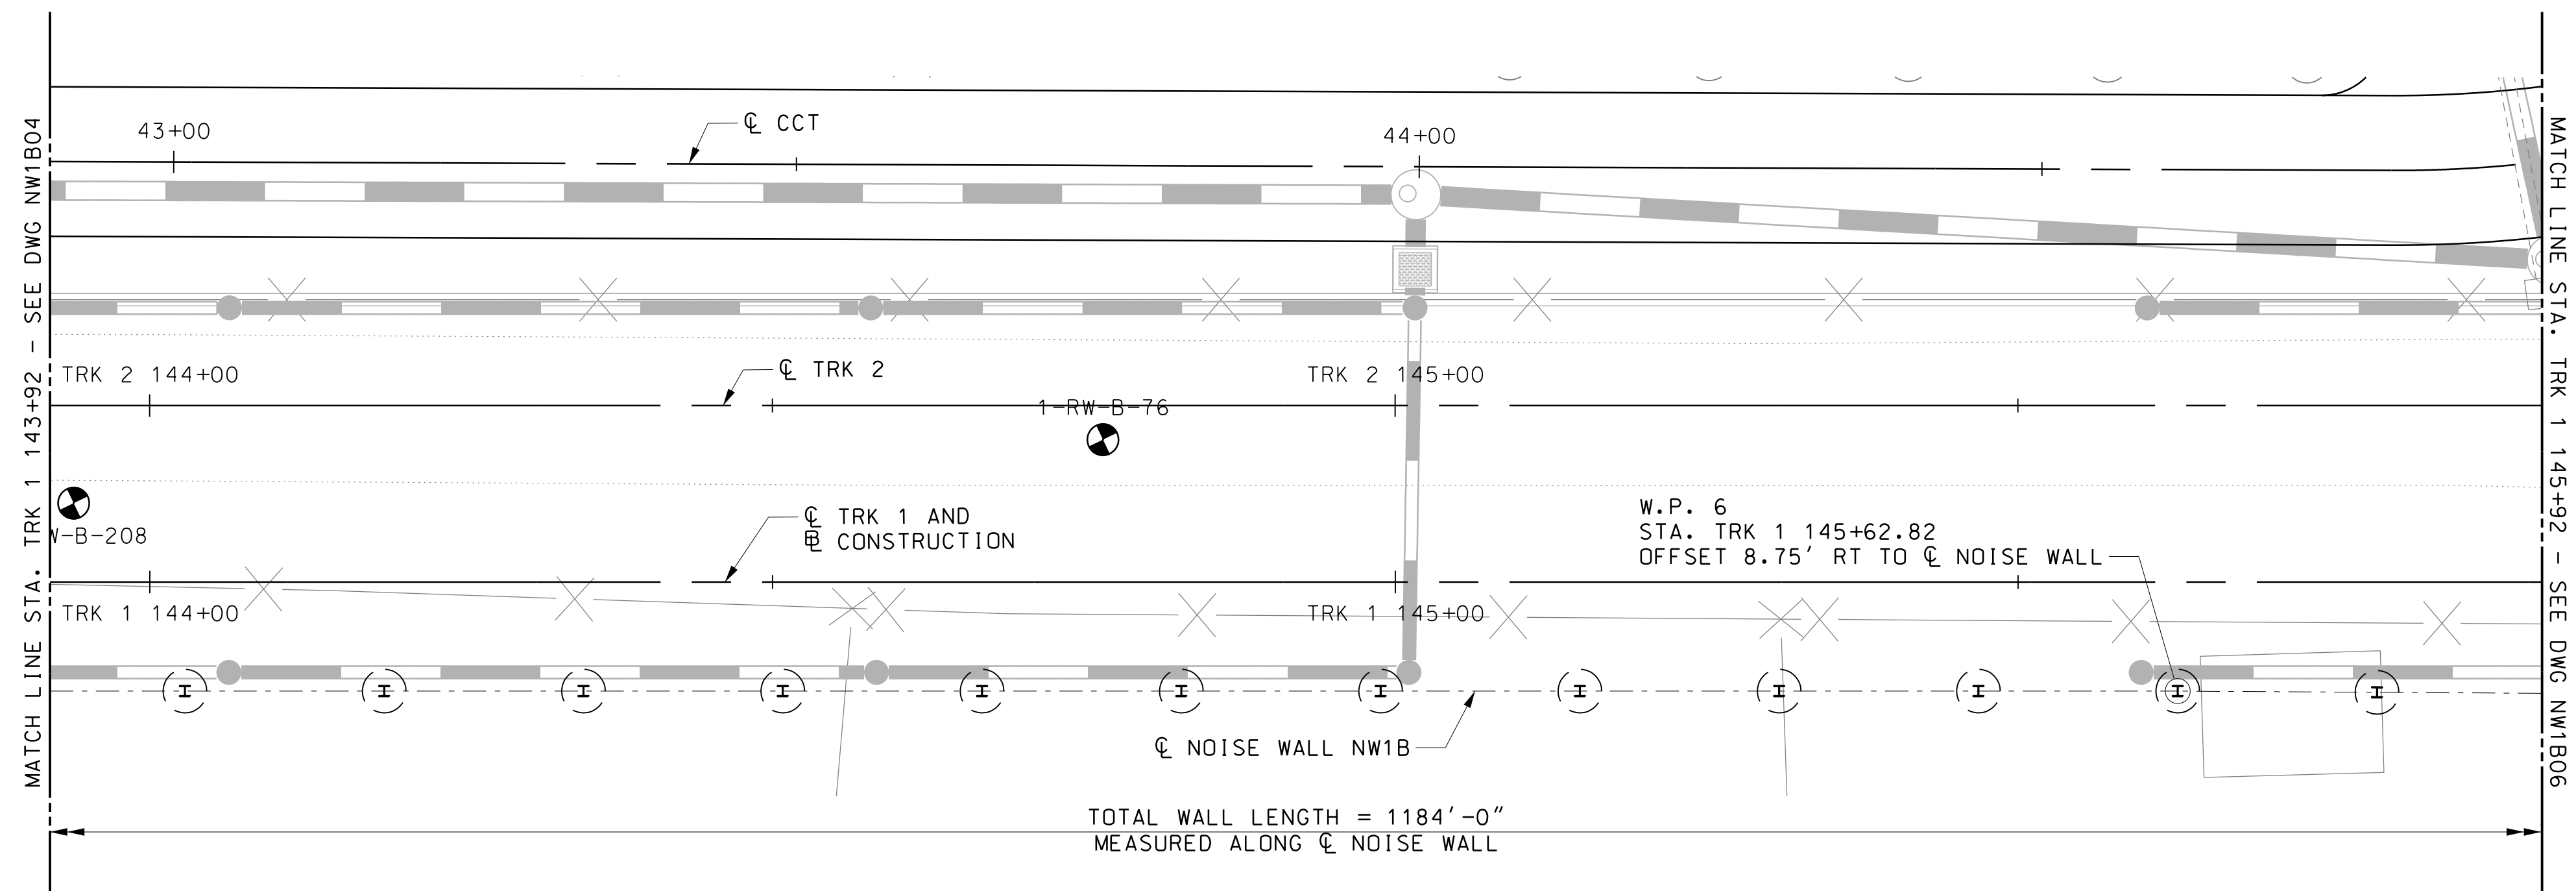 43+00
℄ CCT
44+00
MATCH LINE STA. TRK 1 143+92 - SEE DWG NW1B04
MATCH LINE STA. TRK 1 145+92 - SEE DWG NW1B06
TRK 2 144+00
℄ TRK 2
TRK 2 145+00
1-RW-B-76
W-B-208
℄ TRK 1 AND
BL CONSTRUCTION
W.P. 6
STA. TRK 1 145+62.82
OFFSET 8.75' RT TO ℄ NOISE WALL
TRK 1 144+00
TRK 1 145+00
℄ NOISE WALL NW1B
TOTAL WALL LENGTH = 1184'-0"
MEASURED ALONG ℄ NOISE WALL